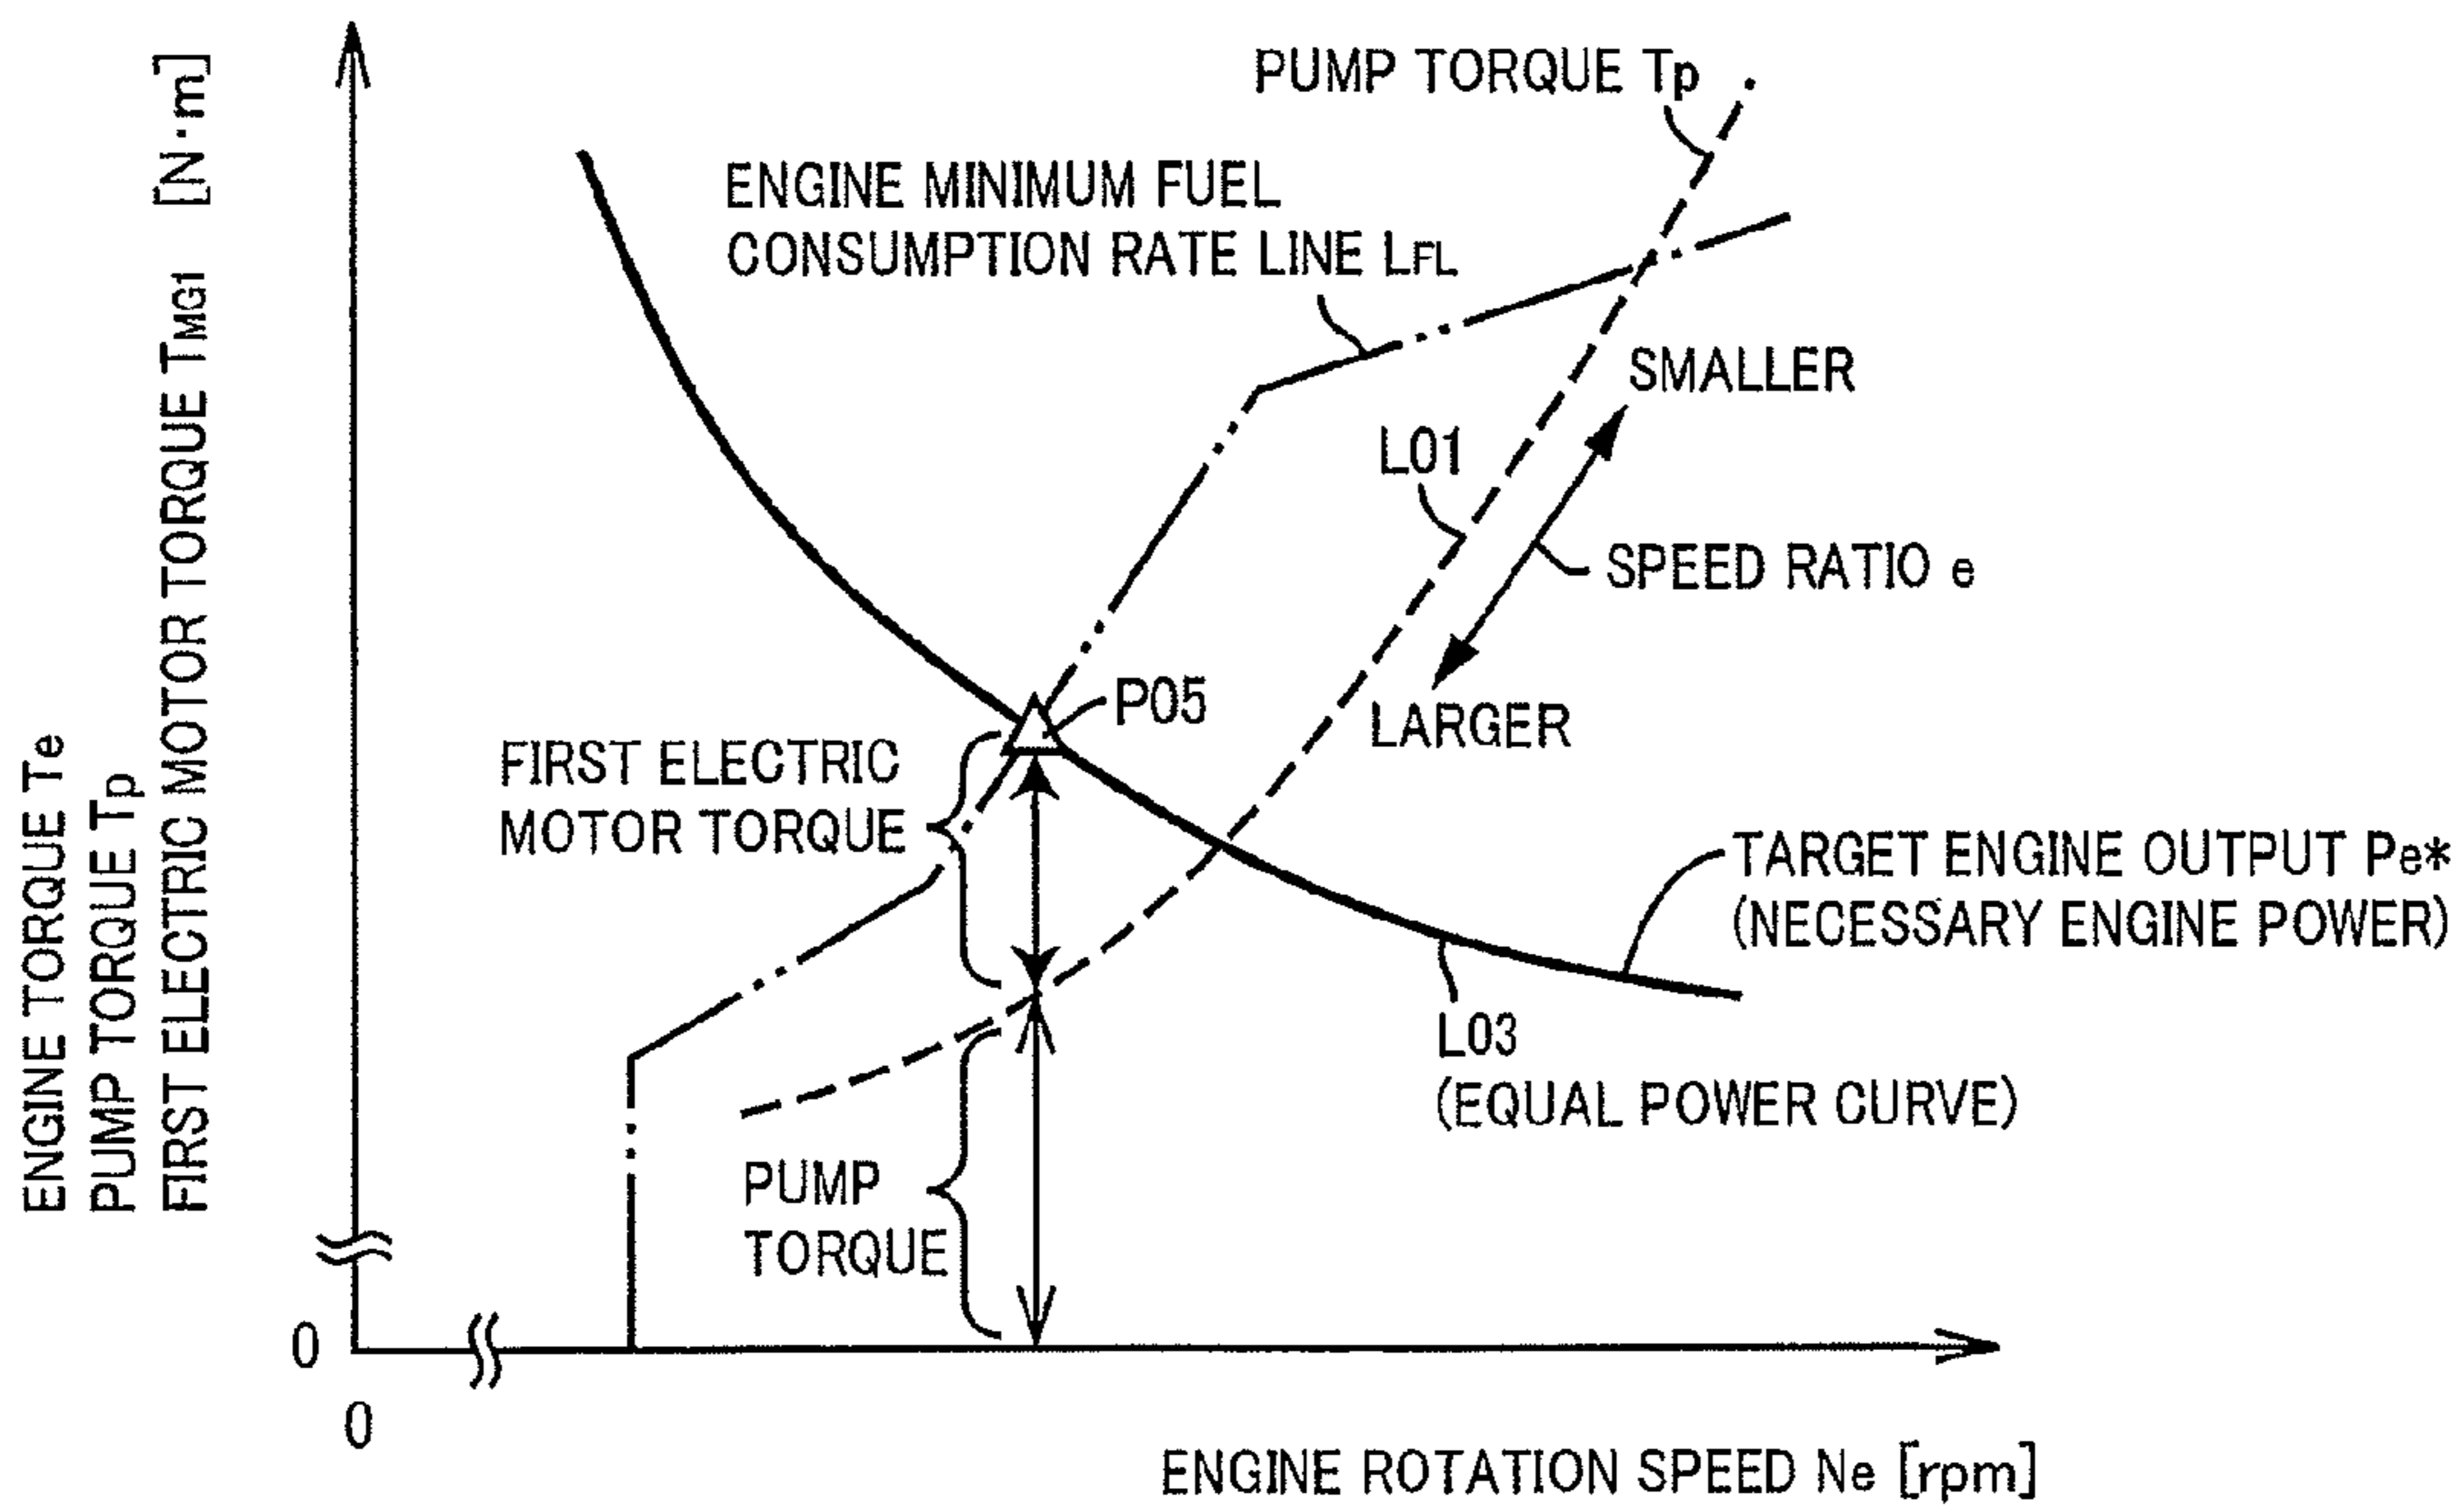 ENGINE TORQUE Te
PUMP TORQUE Tp
FIRST ELECTRIC MOTOR TORQUE TMG1 [N·m]
PUMP TORQUE Tp
ENGINE MINIMUM FUEL
CONSUMPTION RATE LINE LFL
SMALLER
L01
SPEED RATIO e
LARGER
P05
FIRST ELECTRIC
MOTOR TORQUE
TARGET ENGINE OUTPUT Pe*
(NECESSARY ENGINE POWER)
L03
(EQUAL POWER CURVE)
PUMP
TORQUE
0
0
ENGINE ROTATION SPEED Ne [rpm]